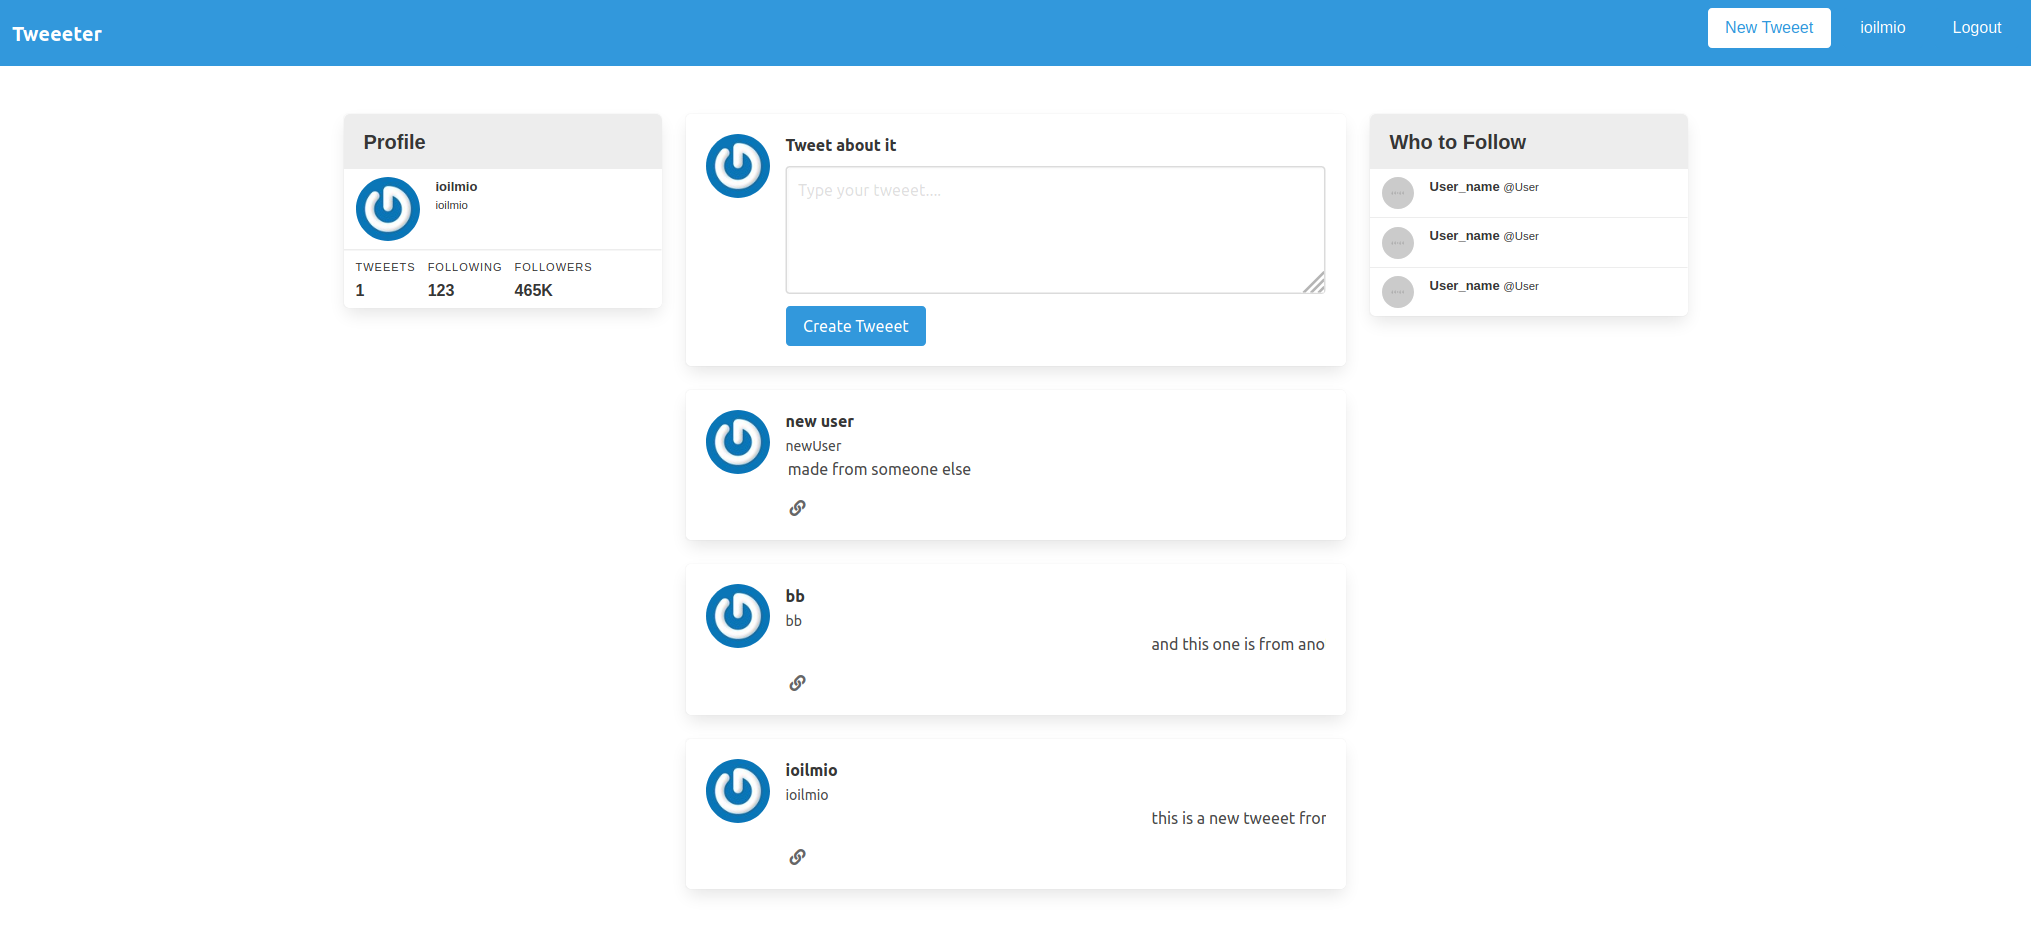 Tweeeter
New Tweeet
ioilmio
Logout
Profile
ioilmio
ioilmio
TWEEETS FOLLOWING FOLLOWERS
1 123 465K
Tweet about it
Type your tweeet....
Create Tweeet
new user
newUser
made from someone else
bb
bb
and this one is from ano
ioilmio
ioilmio
this is a new tweeet fror
Who to Follow
User_name @User
User_name @User
User_name @User